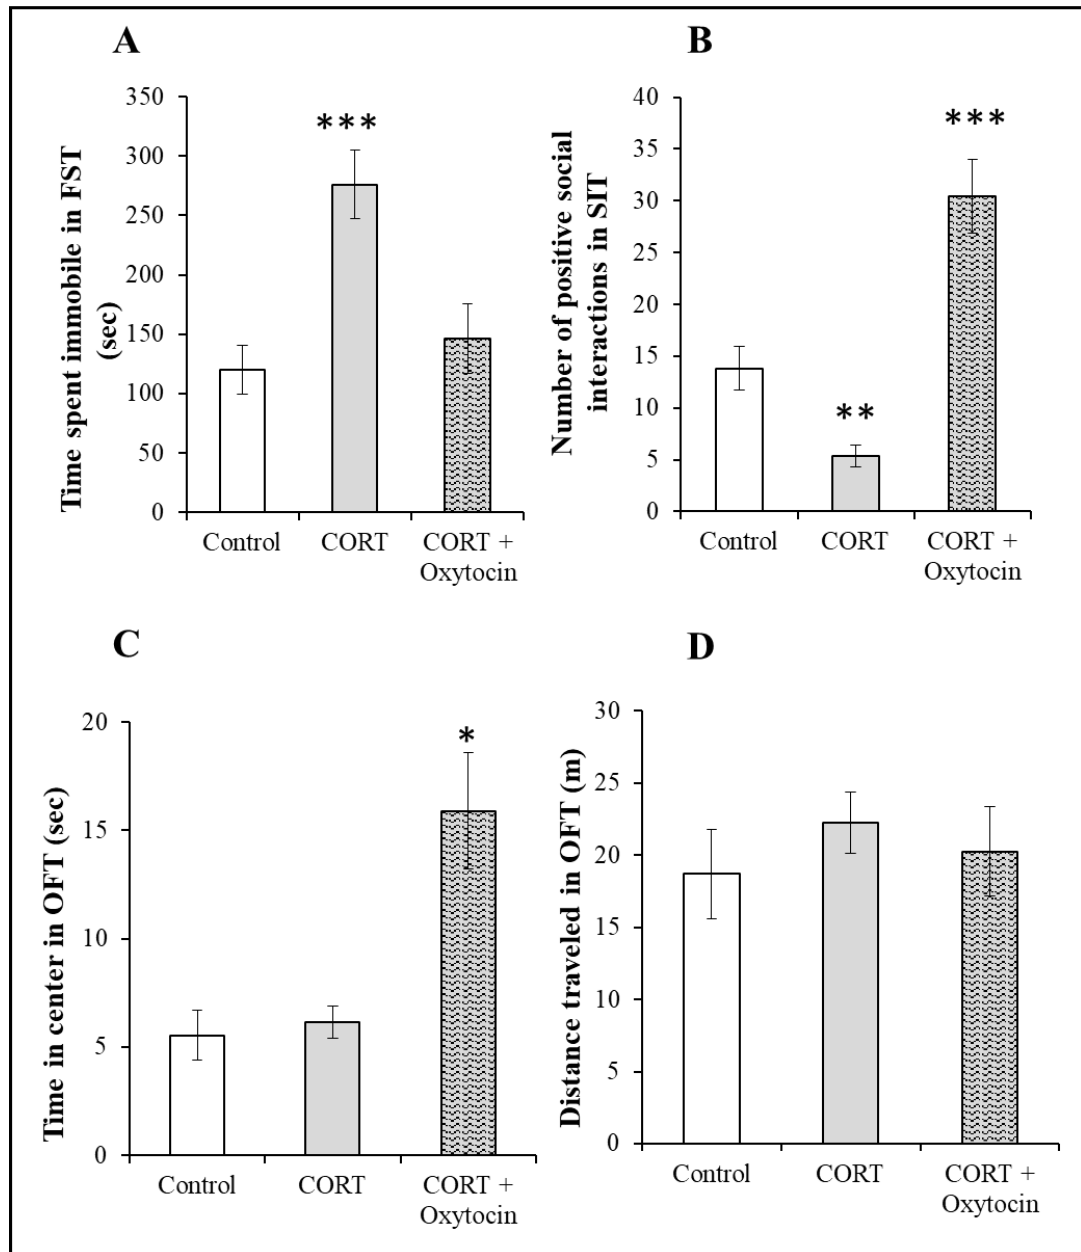 A
Time spent immobile in FST
(sec)
350
300
250
200
150
100
50
0
***
Control
CORT
CORT +
Oxytocin
B
Number of positive social
interactions in SIT
40
35
30
25
20
15
10
5
0
**
***
Control
CORT
CORT +
Oxytocin
C
Time in center in OFT (sec)
20
15
10
5
0
*
Control
CORT
CORT +
Oxytocin
D
Distance traveled in OFT (m)
30
25
20
15
10
5
0
Control
CORT
CORT +
Oxytocin